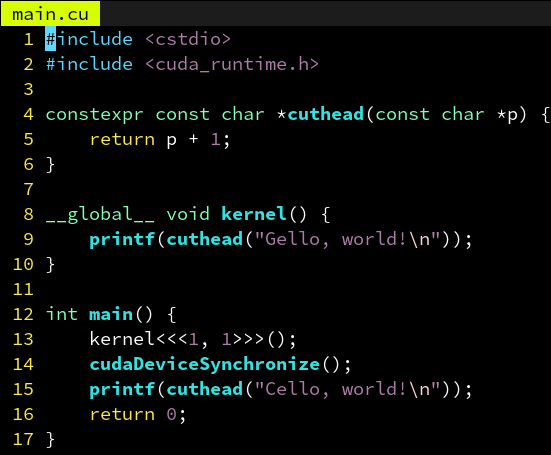 main.cu
1 #include <cstdio>
2 #include <cuda_runtime.h>
3
4 constexpr const char *cuthead(const char *p) {
5     return p + 1;
6 }
7
8 __global__ void kernel() {
9     printf(cuthead("Gello, world!\n"));
10 }
11
12 int main() {
13     kernel<<<1, 1>>>();
14     cudaDeviceSynchronize();
15     printf(cuthead("Cello, world!\n"));
16     return 0;
17 }